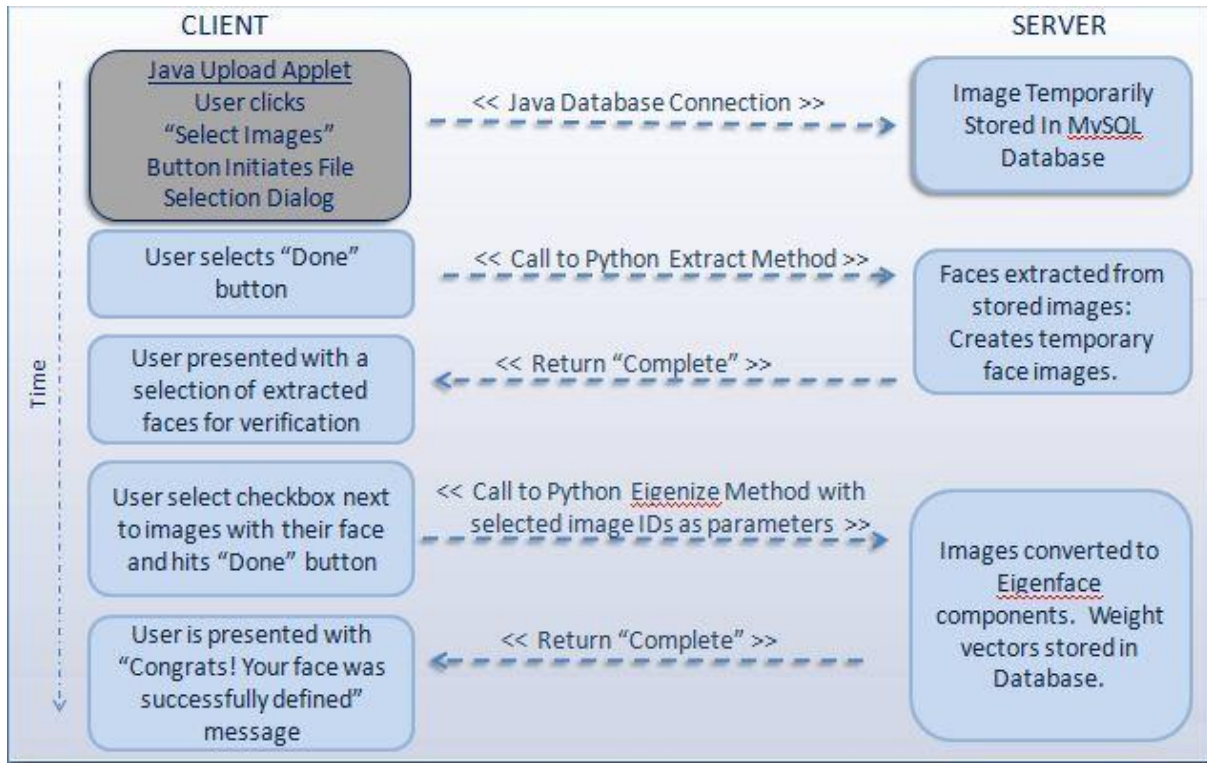 CLIENT
SERVER
Java Upload Applet
User clicks
“Select Images”
Button Initiates File
Selection Dialog
<< Java Database Connection >>
Image Temporarily
Stored In MySQL
Database
User selects “Done”
button
<< Call to Python Extract Method >>
Faces extracted from
stored images:
Creates temporary
face images.
User presented with a
selection of extracted
faces for verification
<< Return “Complete” >>
Time
User select checkbox next
to images with their face
and hits “Done” button
<< Call to Python Eigenize Method with
selected image IDs as parameters >>
Images converted to
Eigenface
components. Weight
vectors stored in
Database.
User is presented with
“Congrats! Your face was
successfully defined”
message
<< Return “Complete” >>